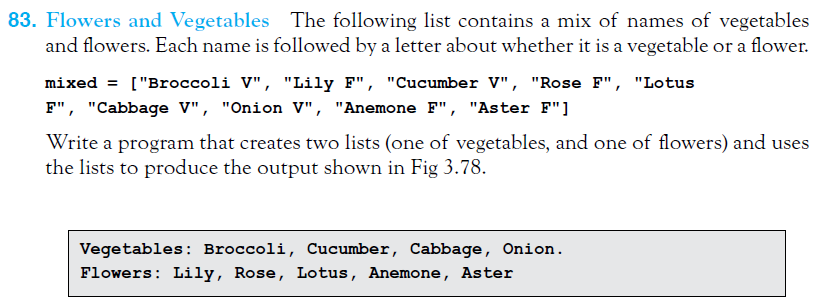 83. Flowers and Vegetables The following list contains a mix of names of vegetables
and flowers. Each name is followed by a letter about whether it is a vegetable or a flower.
mixed = ["Broccoli V", "Lily F", "Cucumber V", "Rose F", "Lotus
F", "Cabbage V", "Onion V", "Anemone F", "Aster F"]
Write a program that creates two lists (one of vegetables, and one of flowers) and uses
the lists to produce the output shown in Fig 3.78.
Vegetables: Broccoli, Cucumber, Cabbage, Onion.
Flowers: Lily, Rose, Lotus, Anemone, Aster